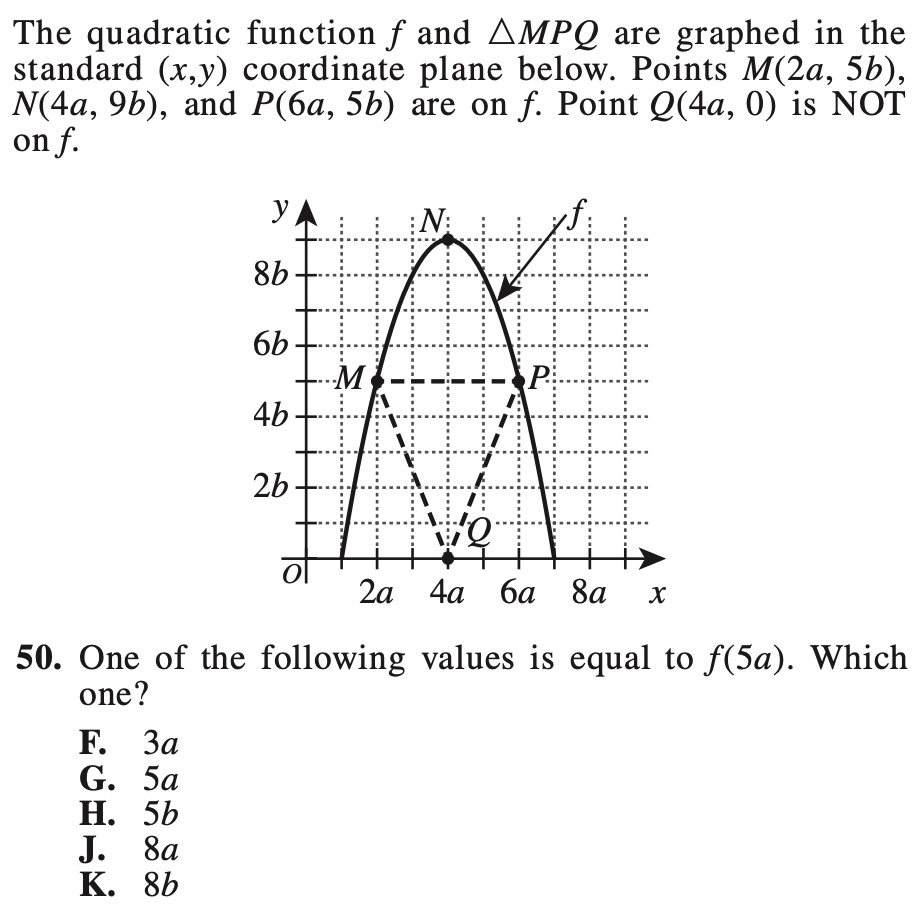 The quadratic function f and △MPQ are graphed in the
standard (x,y) coordinate plane below. Points M(2a, 5b),
N(4a, 9b), and P(6a, 5b) are on f. Point Q(4a, 0) is NOT
on f.
y
N
f
8b
6b
M
P
4b
2b
Q
O
2a 4a 6a 8a x
50. One of the following values is equal to f(5a). Which
one?
F. 3a
G. 5a
H. 5b
J. 8a
K. 8b